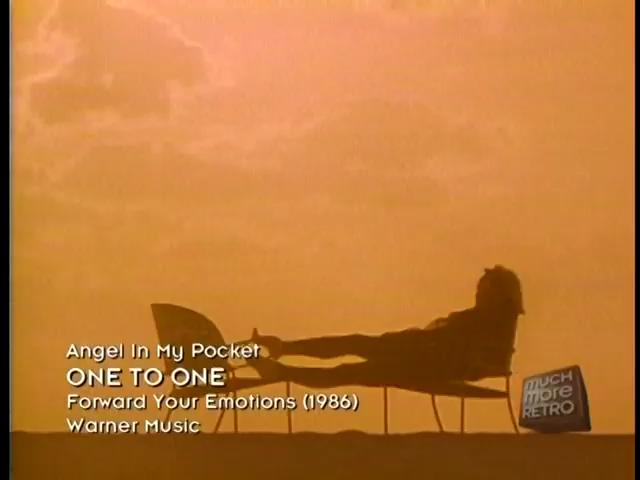 Angel In My Pocket
ONE TO ONE
Forward Your Emotions (1986)
Warner Music
MUCH
more
RETRO